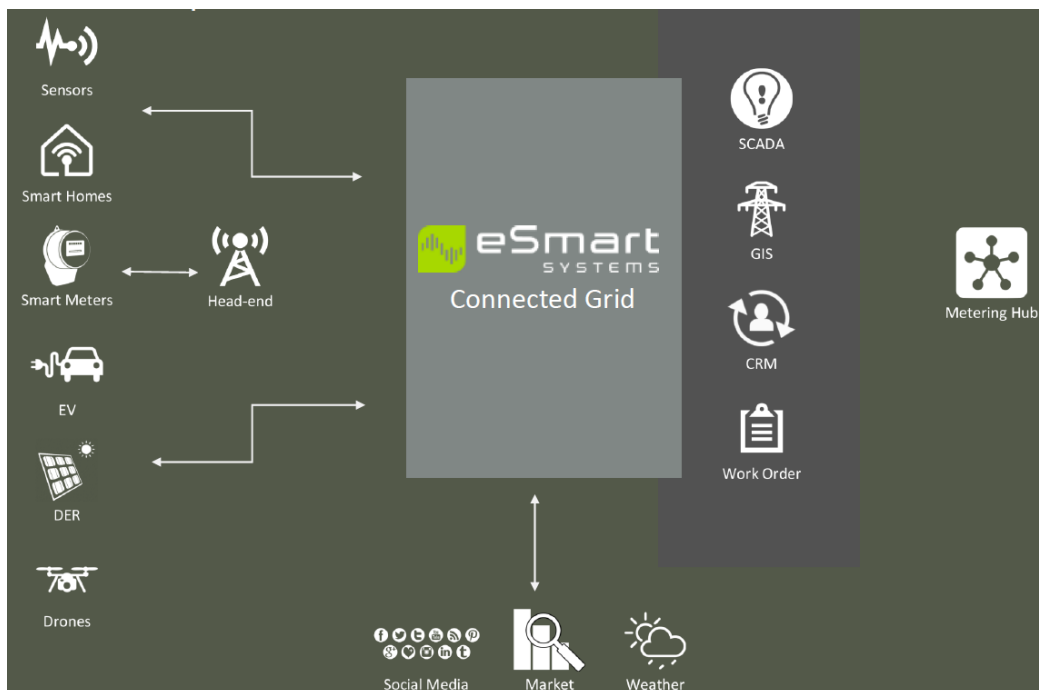 Sensors
Smart Homes
Smart Meters
Head-end
EV
DER
Drones
eSmart
SYSTEMS
Connected Grid
SCADA
GIS
CRM
Work Order
Metering Hub
Social Media
Market
Weather